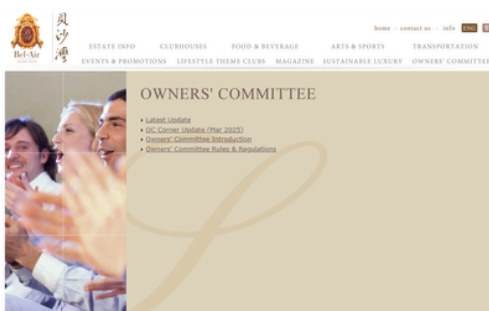 貝沙灣
Bel-Air
home · contact us · info ENG
ESTATE INFO CLUBHOUSES FOOD & BEVERAGE ARTS & SPORTS TRANSPORTATION
EVENTS & PROMOTIONS LIFESTYLE THEME CLUBS MAGAZINE SUSTAINABLE LUXURY OWNERS' COMMITTEE
OWNERS' COMMITTEE
Latest Update
OC Corner Update (Mar 2025)
Owners' Committee Introduction
Owners' Committee Rules & Regulations